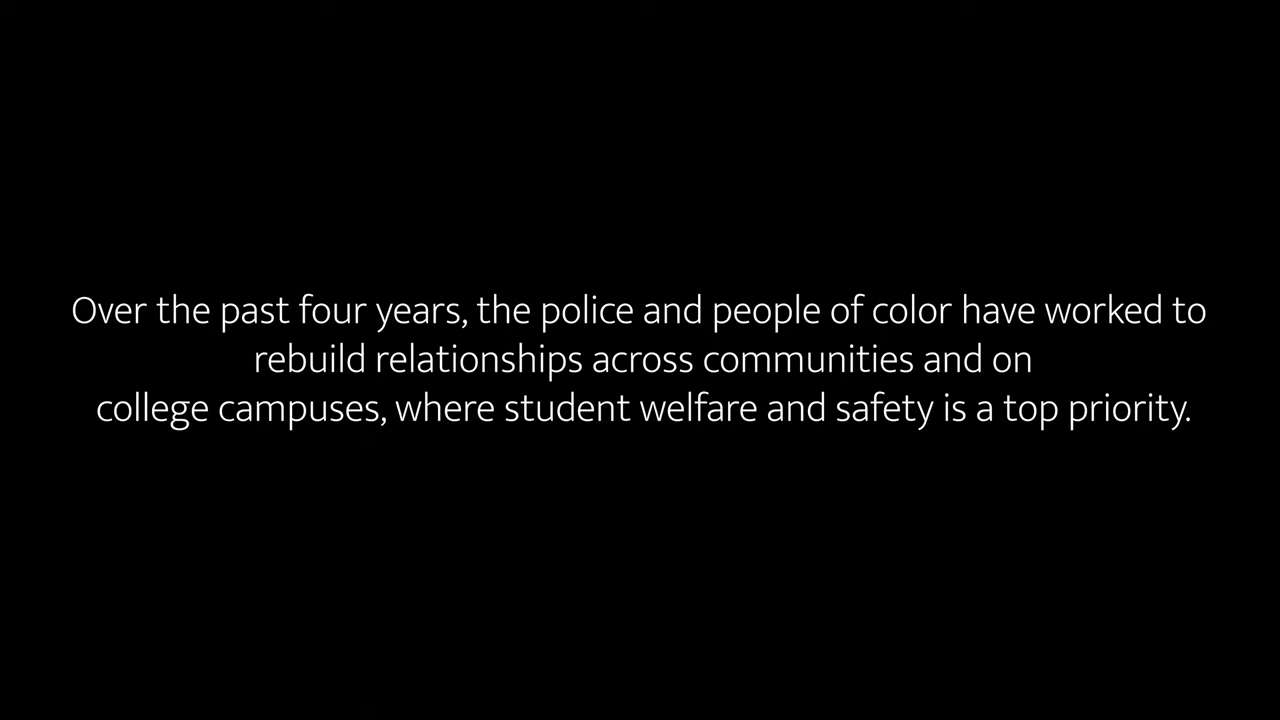 Over the past four years, the police and people of color have worked to
rebuild relationships across communities and on
college campuses, where student welfare and safety is a top priority.